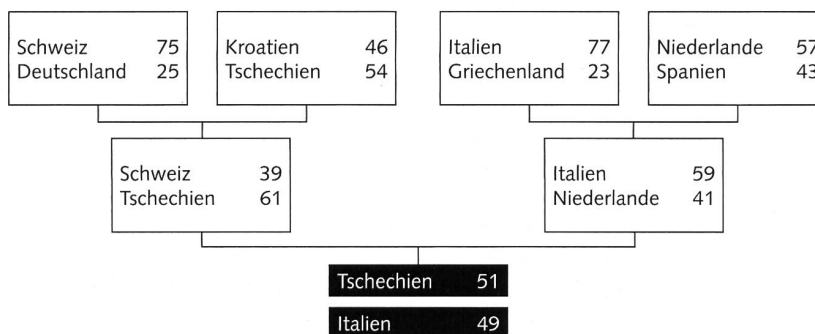 Schweiz 75
Deutschland 25
Kroatien 46
Tschechien 54
Italien 77
Griechenland 23
Niederlande 57
Spanien 43
Schweiz 39
Tschechien 61
Italien 59
Niederlande 41
Tschechien 51
Italien 49